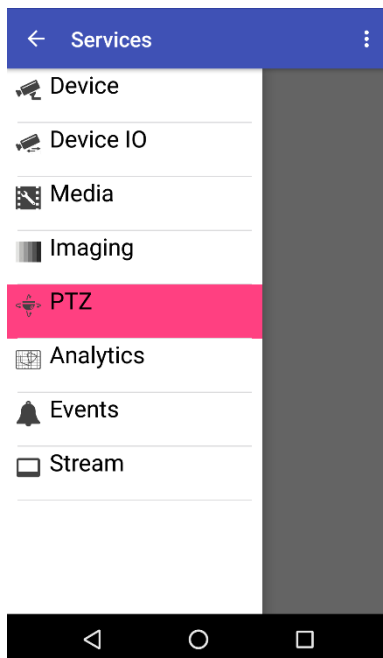 Services
Device
Device IO
Media
Imaging
PTZ
Analytics
Events
Stream